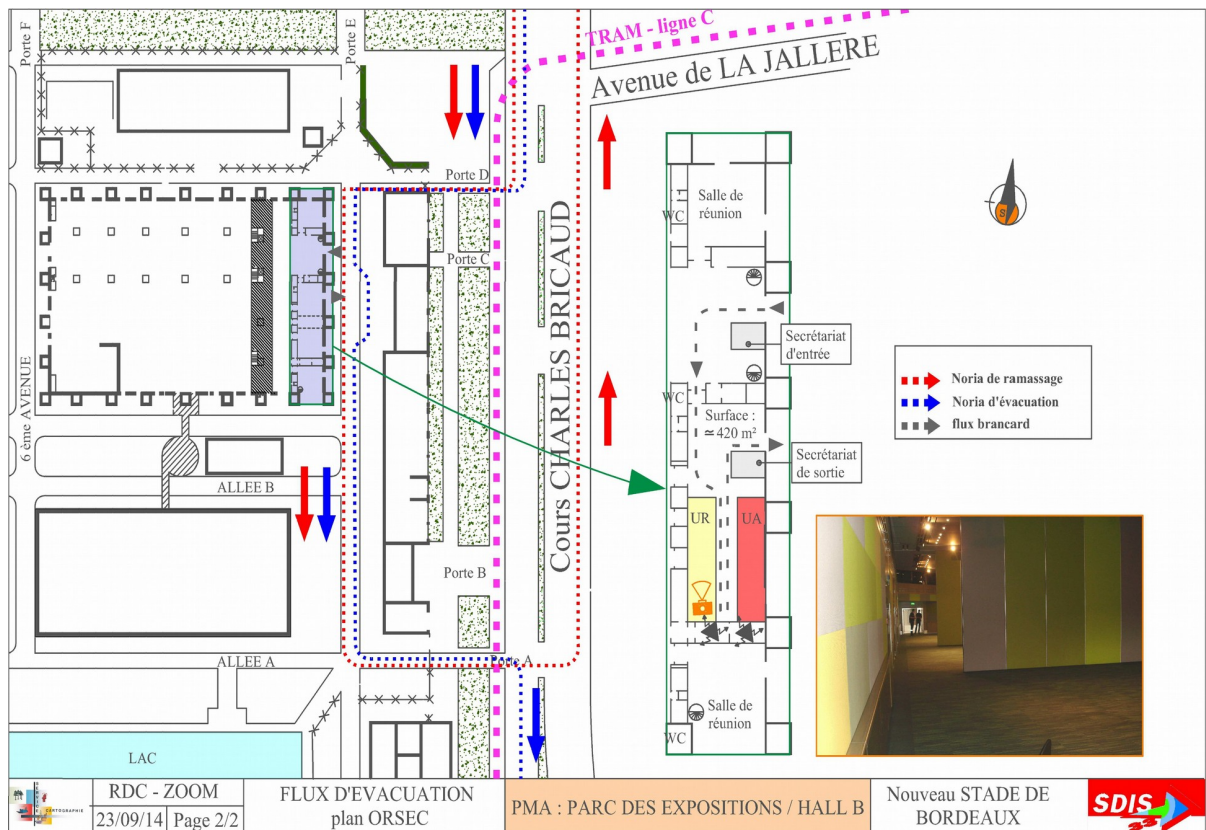 Porte F
Porte E
TRAM - ligne C
Avenue de LA JALLERE
Porte D
Porte C
Cours CHARLES BRICAUD
Porte B
Porte A
6 éme AVENUE
ALLEE B
ALLEE A
LAC
Salle de
réunion
WC
Secrétariat
d'entrée
WC
Surface :
≃ 420 m²
Secrétariat
de sortie
UR
UA
Salle de
réunion
WC
S
Noria de ramassage
Noria d'évacuation
flux brancard
CARTOGRAPHIE
RDC - ZOOM
23/09/14
Page 2/2
FLUX D'EVACUATION
plan ORSEC
PMA : PARC DES EXPOSITIONS / HALL B
Nouveau STADE DE
BORDEAUX
SDIS
33